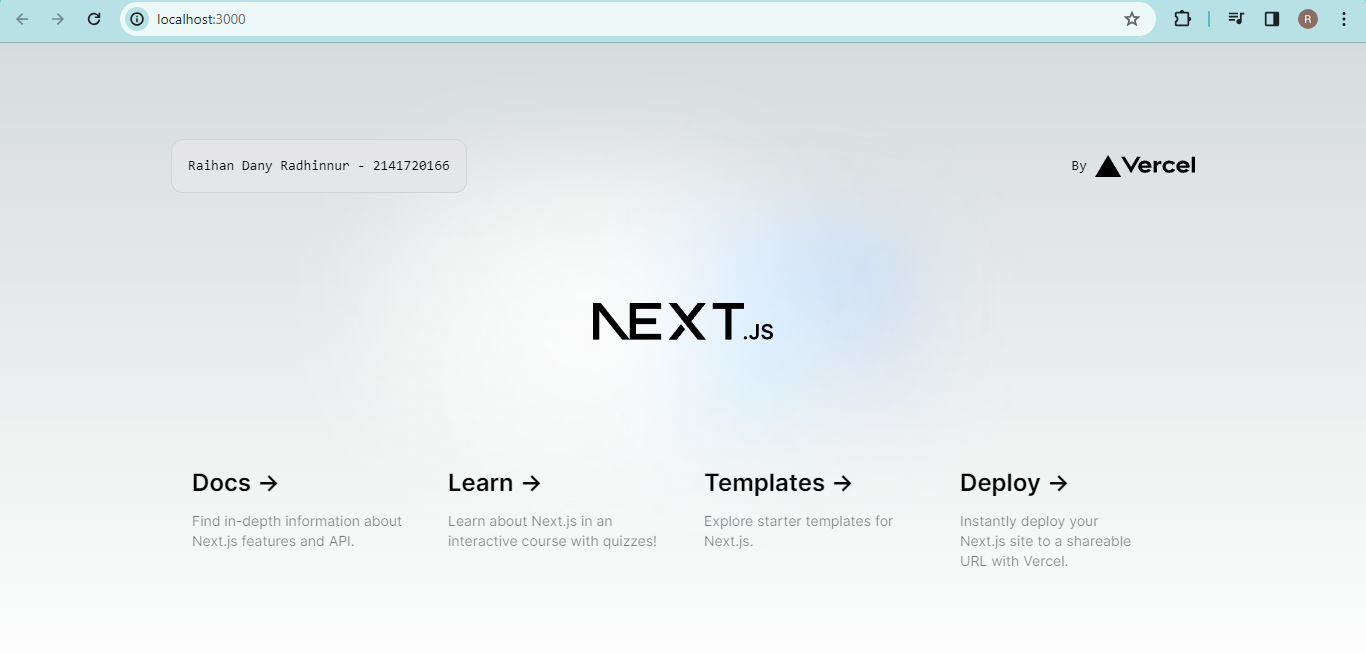 localhost:3000
R
Raihan Dany Radhinnur - 2141720166
By Vercel
NEXT.JS
Docs →
Find in-depth information about
Next.js features and API.
Learn →
Learn about Next.js in an
interactive course with quizzes!
Templates →
Explore starter templates for
Next.js.
Deploy →
Instantly deploy your
Next.js site to a shareable
URL with Vercel.